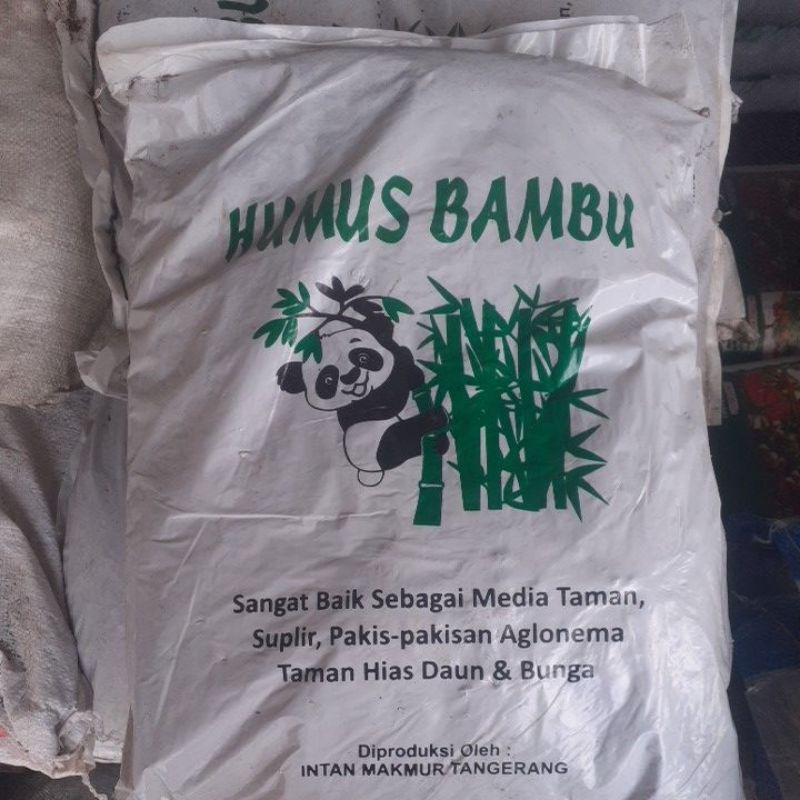 HUMUS BAMBU
Sangat Baik Sebagai Media Taman,
Suplir, Pakis-pakisan Aglonema
Taman Hias Daun & Bunga
Diproduksi Oleh :
INTAN MAKMUR TANGERANG